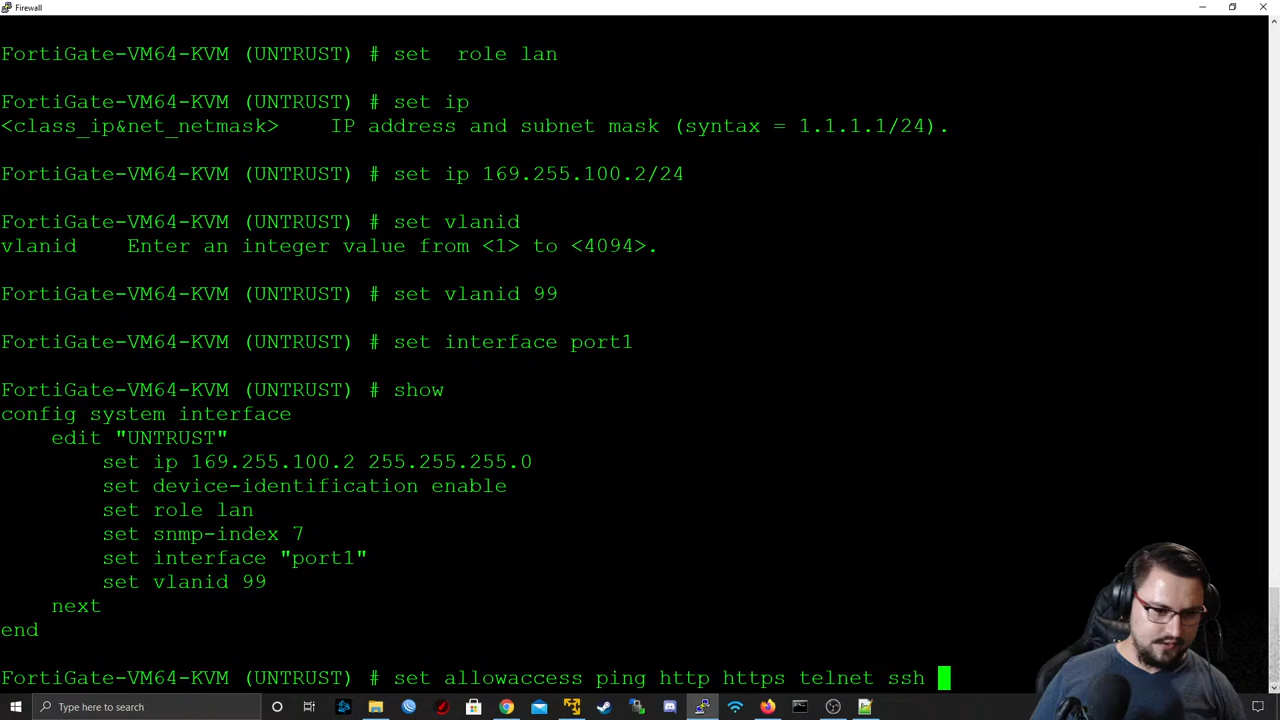 Firewall
FortiGate-VM64-KVM (UNTRUST) # set  role lan
FortiGate-VM64-KVM (UNTRUST) # set ip
<class_ip&net_netmask>    IP address and subnet mask (syntax = 1.1.1.1/24).
FortiGate-VM64-KVM (UNTRUST) # set ip 169.255.100.2/24
FortiGate-VM64-KVM (UNTRUST) # set vlanid
vlanid    Enter an integer value from <1> to <4094>.
FortiGate-VM64-KVM (UNTRUST) # set vlanid 99
FortiGate-VM64-KVM (UNTRUST) # set interface port1
FortiGate-VM64-KVM (UNTRUST) # show
config system interface
    edit "UNTRUST"
        set ip 169.255.100.2 255.255.255.0
        set device-identification enable
        set role lan
        set snmp-index 7
        set interface "port1"
        set vlanid 99
    next
end
FortiGate-VM64-KVM (UNTRUST) # set allowaccess ping http https telnet ssh
Type here to search